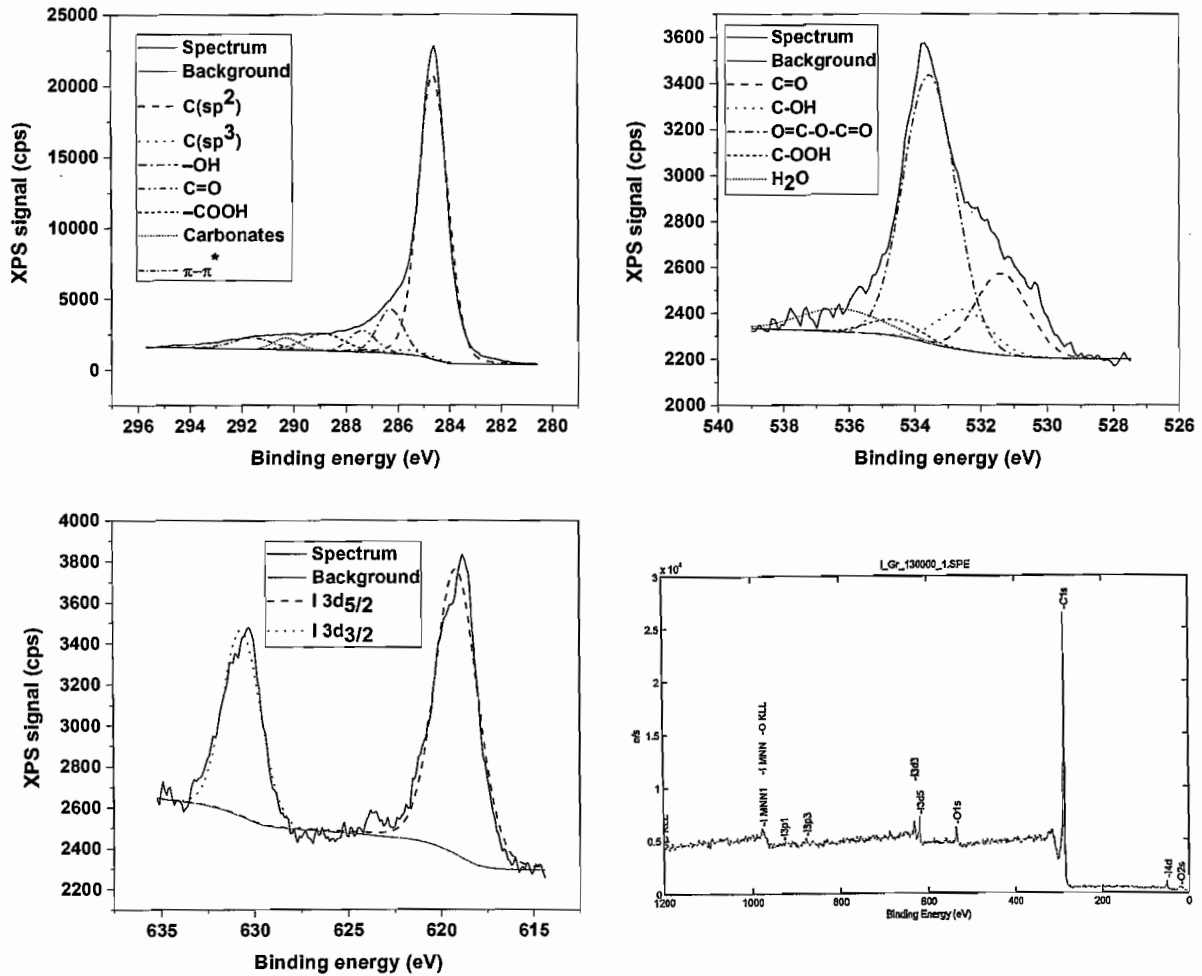 25000
20000
15000
10000
5000
0
XPS signal (cps)
Spectrum
Background
C(sp²)
C(sp³)
–OH
C=O
–COOH
Carbonates
π–π*
296 294 292 290 288 286 284 282 280
Binding energy (eV)
3600
3400
3200
3000
2800
2600
2400
2200
2000
XPS signal (cps)
Spectrum
Background
C=O
C-OH
O=C-O-C=O
C-OOH
H₂O
540 538 536 534 532 530 528 526
Binding energy (eV)
4000
3800
3600
3400
3200
3000
2800
2600
2400
2200
XPS signal (cps)
Spectrum
Background
I 3d5/2
I 3d3/2
635 630 625 620 615
Binding energy (eV)
I_Gr_130000_1.SPE
x 10⁴
3
2.5
2
1.5
1
0.5
0
c/s
-I MNN1
-I MNN
-O KLL
-I3p1
-I3p3
-I3d3
-I3d5
-O1s
-C1s
-I4d
-O2s
1200 1000 800 600 400 200 0
Binding Energy (eV)